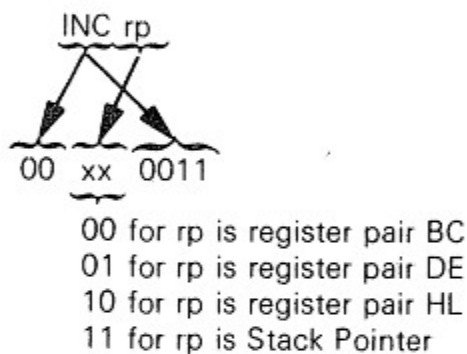 INC rp
00 xx 0011
00 for rp is register pair BC
01 for rp is register pair DE
10 for rp is register pair HL
11 for rp is Stack Pointer